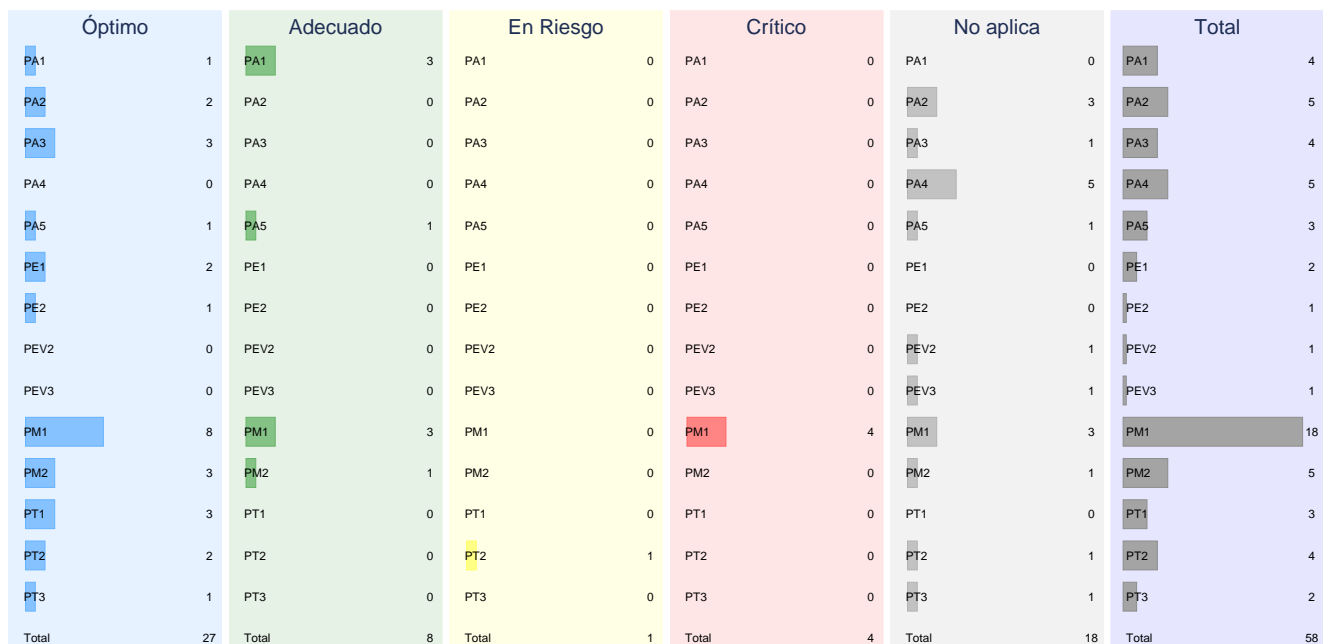 Óptimo Adecuado En Riesgo Crítico No aplica Total
PA1 1 PA1 3 PA1 0 PA1 0 PA1 0 PA1 4
PA2 2 PA2 0 PA2 0 PA2 0 PA2 3 PA2 5
PA3 3 PA3 0 PA3 0 PA3 0 PA3 1 PA3 4
PA4 0 PA4 0 PA4 0 PA4 0 PA4 5 PA4 5
PA5 1 PA5 1 PA5 0 PA5 0 PA5 1 PA5 3
PE1 2 PE1 0 PE1 0 PE1 0 PE1 0 PE1 2
PE2 1 PE2 0 PE2 0 PE2 0 PE2 0 PE2 1
PEV2 0 PEV2 0 PEV2 0 PEV2 0 PEV2 1 PEV2 1
PEV3 0 PEV3 0 PEV3 0 PEV3 0 PEV3 1 PEV3 1
PM1 8 PM1 3 PM1 0 PM1 4 PM1 3 PM1 18
PM2 3 PM2 1 PM2 0 PM2 0 PM2 1 PM2 5
PT1 3 PT1 0 PT1 0 PT1 0 PT1 0 PT1 3
PT2 2 PT2 0 PT2 1 PT2 0 PT2 1 PT2 4
PT3 1 PT3 0 PT3 0 PT3 0 PT3 1 PT3 2
Total 27 Total 8 Total 1 Total 4 Total 18 Total 58